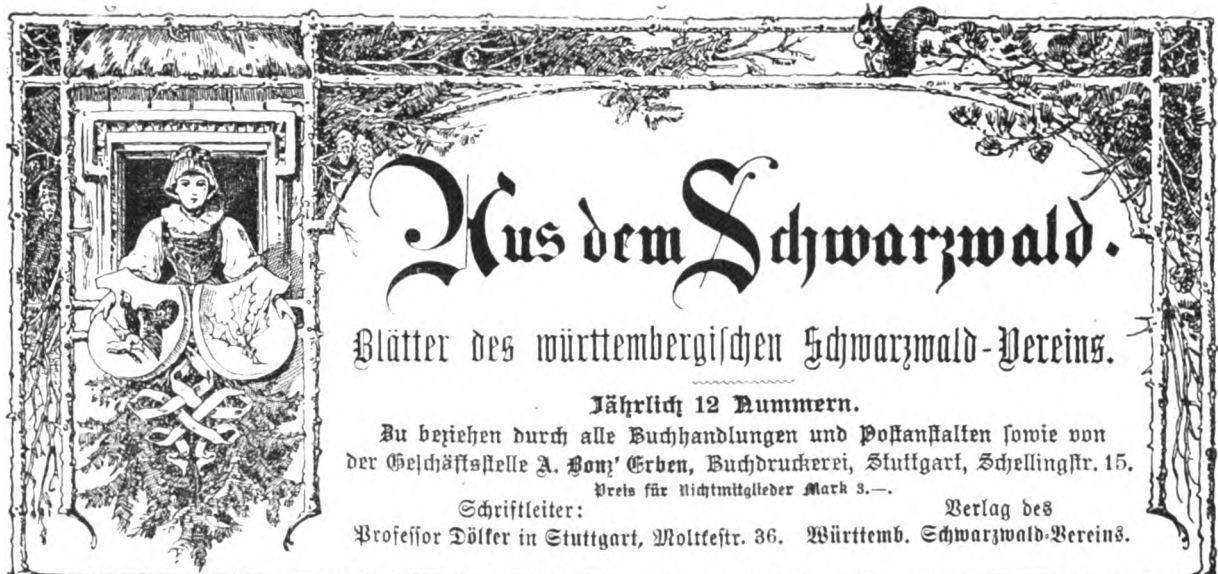 Aus dem Schwarzwald.
Blätter des württembergischen Schwarzwald-Vereins.
Jährlich 12 Nummern.
Zu beziehen durch alle Buchhandlungen und Postanstalten sowie von
der Geschäftsstelle A. Bonz' Erben, Buchdruckerei, Stuttgart, Schellingstr. 15.
Preis für Nichtmitglieder Mark 3.—.
Schriftleiter:
Professor Dölker in Stuttgart, Moltkestr. 36.
Verlag des
Württemb. Schwarzwald-Vereins.